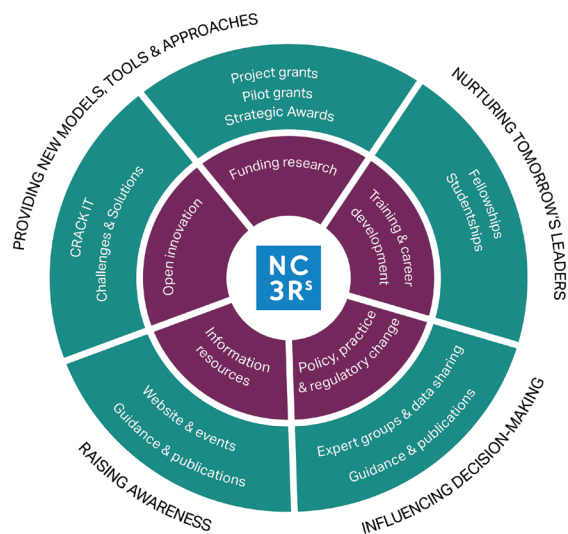 PROVIDING NEW MODELS, TOOLS & APPROACHES
NURTURING TOMORROW'S LEADERS
INFLUENCING DECISION-MAKING
RAISING AWARENESS
Project grants
Pilot grants
Strategic Awards
Funding research
Fellowships
Studentships
Training & career
development
Expert groups & data sharing
Guidance & publications
Policy, practice
& regulatory change
Website & events
Guidance & publications
Information
resources
CRACK IT
Challenges & Solutions
Open innovation
NC
3Rs